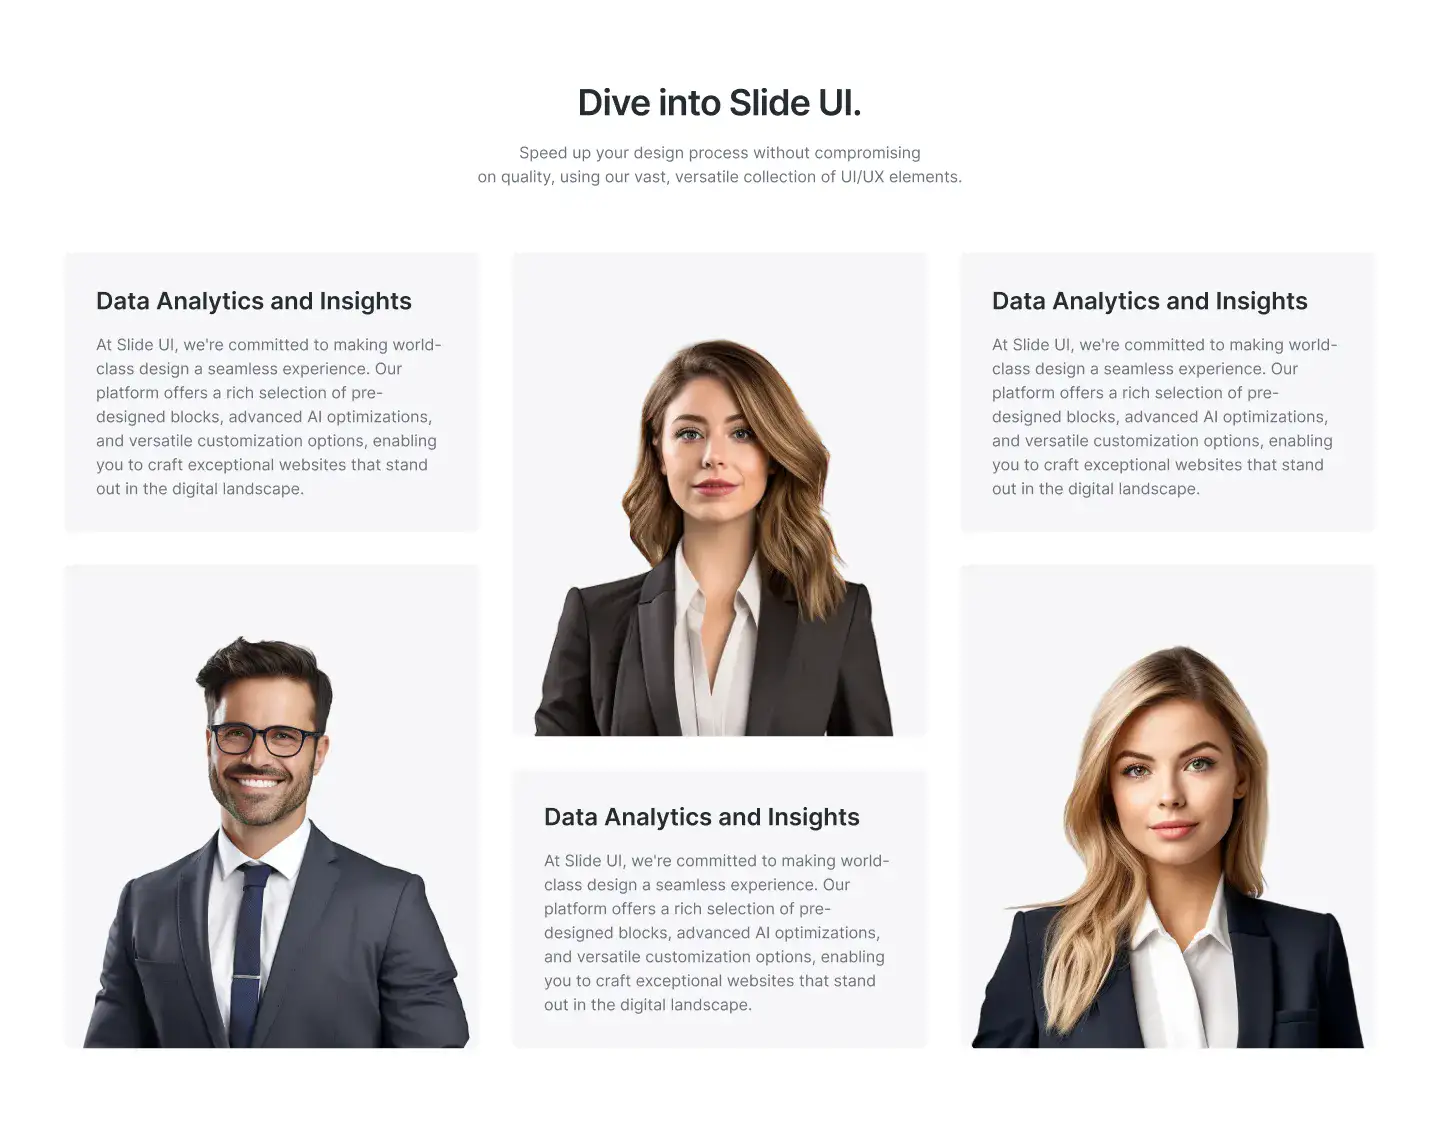 Dive into Slide UI.
Speed up your design process without compromising
on quality, using our vast, versatile collection of UI/UX elements.
Data Analytics and Insights
At Slide UI, we're committed to making world-
class design a seamless experience. Our
platform offers a rich selection of pre-
designed blocks, advanced AI optimizations,
and versatile customization options, enabling
you to craft exceptional websites that stand
out in the digital landscape.
Data Analytics and Insights
At Slide UI, we're committed to making world-
class design a seamless experience. Our
platform offers a rich selection of pre-
designed blocks, advanced AI optimizations,
and versatile customization options, enabling
you to craft exceptional websites that stand
out in the digital landscape.
Data Analytics and Insights
At Slide UI, we're committed to making world-
class design a seamless experience. Our
platform offers a rich selection of pre-
designed blocks, advanced AI optimizations,
and versatile customization options, enabling
you to craft exceptional websites that stand
out in the digital landscape.